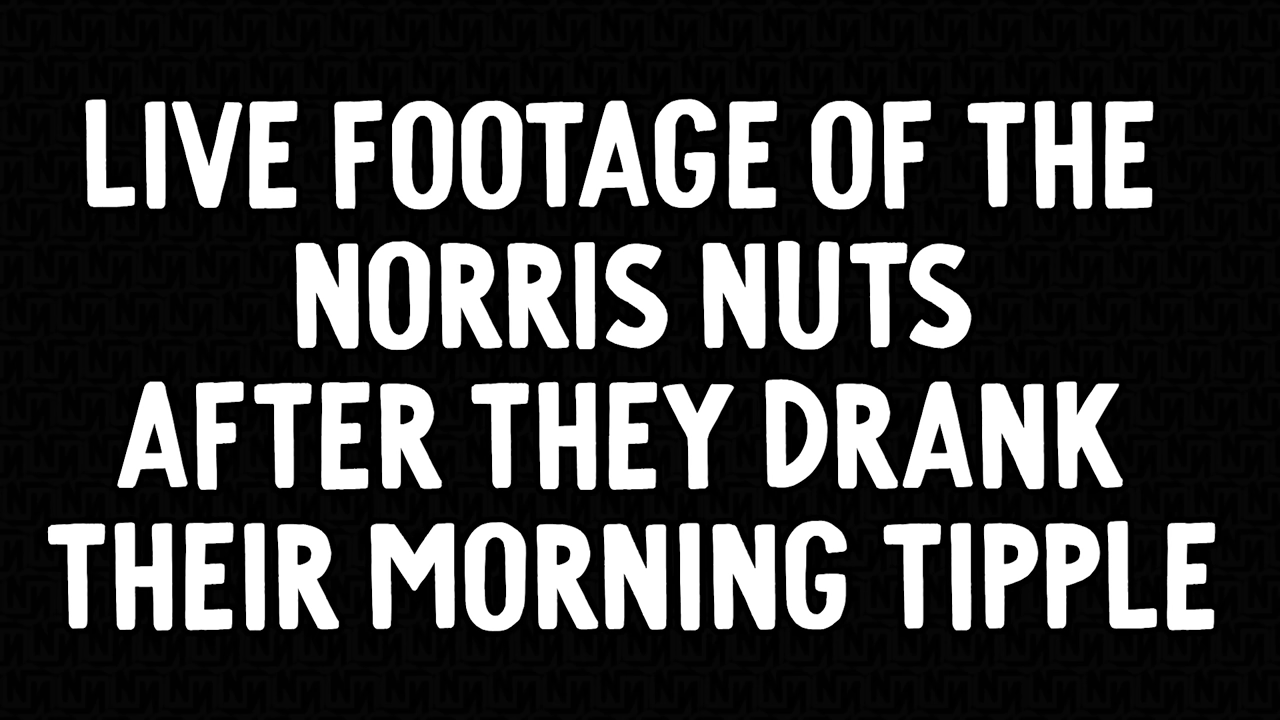 LIVE FOOTAGE OF THE
NORRIS NUTS
AFTER THEY DRANK
THEIR MORNING TIPPLE